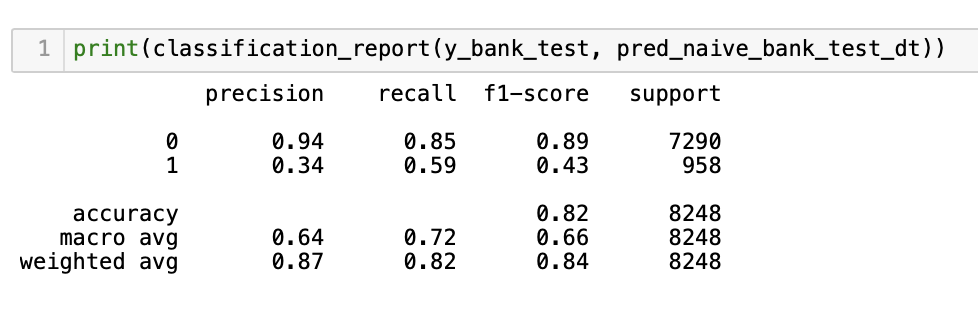 1 print(classification_report(y_bank_test, pred_naive_bank_test_dt))
precision recall f1-score support
0 0.94 0.85 0.89 7290
1 0.34 0.59 0.43 958
accuracy 0.82 8248
macro avg 0.64 0.72 0.66 8248
weighted avg 0.87 0.82 0.84 8248